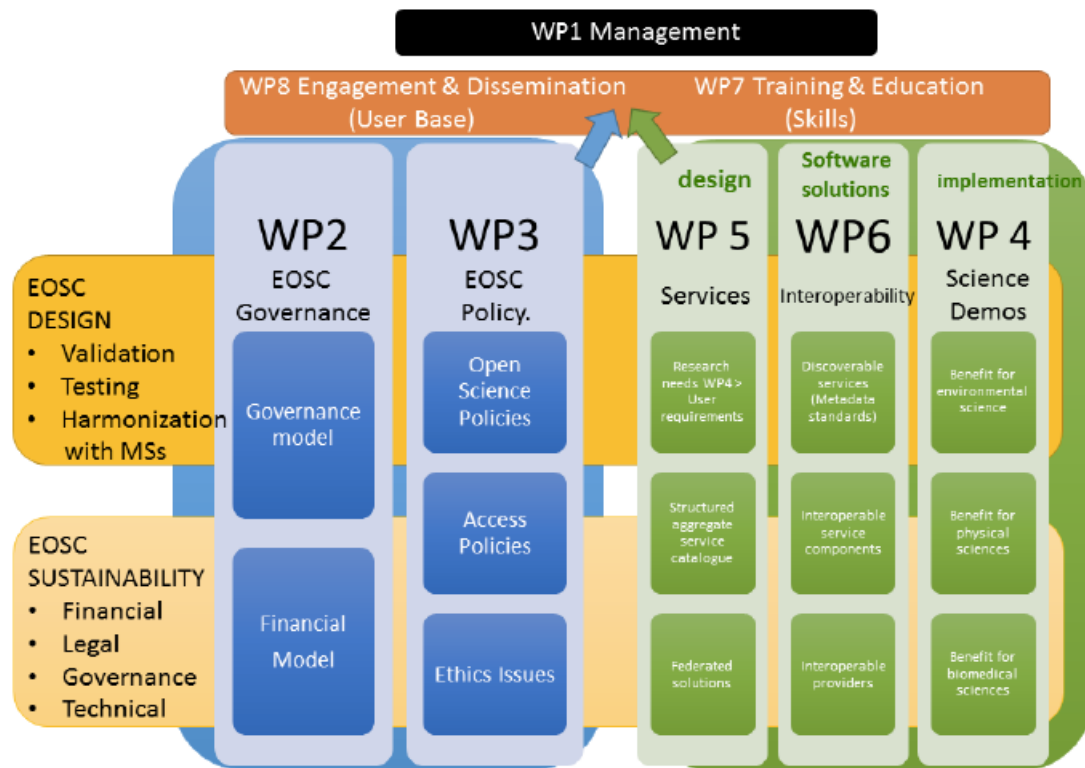 WP1 Management
WP8 Engagement & Dissemination
(User Base)
WP7 Training & Education
(Skills)
design
Software
solutions
implementation
WP2
EOSC
Governance
WP3
EOSC
Policy.
WP 5
Services
WP6
Interoperability
WP 4
Science
Demos
EOSC
DESIGN
• Validation
• Testing
• Harmonization
with MSs
Governance
model
Open
Science
Policies
Research
needs WP4 >
User
requirements
Discoverable
services
(Metadata
standards)
Benefit for
environmental
science
Access
Policies
Structured
aggregate
service
catalogue
Interoperable
service
components
Benefit for
physical
sciences
EOSC
SUSTAINABILITY
• Financial
• Legal
• Governance
• Technical
Financial
Model
Ethics Issues
Federated
solutions
Interoperable
providers
Benefit for
biomedical
sciences